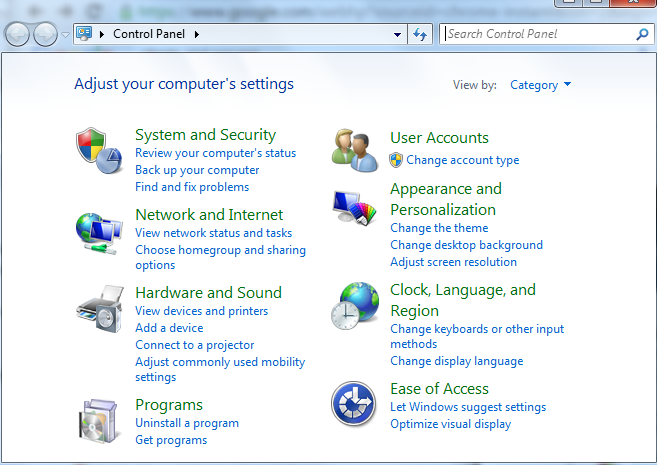 Control Panel
Search Control Panel
Adjust your computer's settings
View by: Category
System and Security
Review your computer's status
Back up your computer
Find and fix problems
Network and Internet
View network status and tasks
Choose homegroup and sharing
options
Hardware and Sound
View devices and printers
Add a device
Connect to a projector
Adjust commonly used mobility
settings
Programs
Uninstall a program
Get programs
User Accounts
Change account type
Appearance and
Personalization
Change the theme
Change desktop background
Adjust screen resolution
Clock, Language, and
Region
Change keyboards or other input
methods
Change display language
Ease of Access
Let Windows suggest settings
Optimize visual display